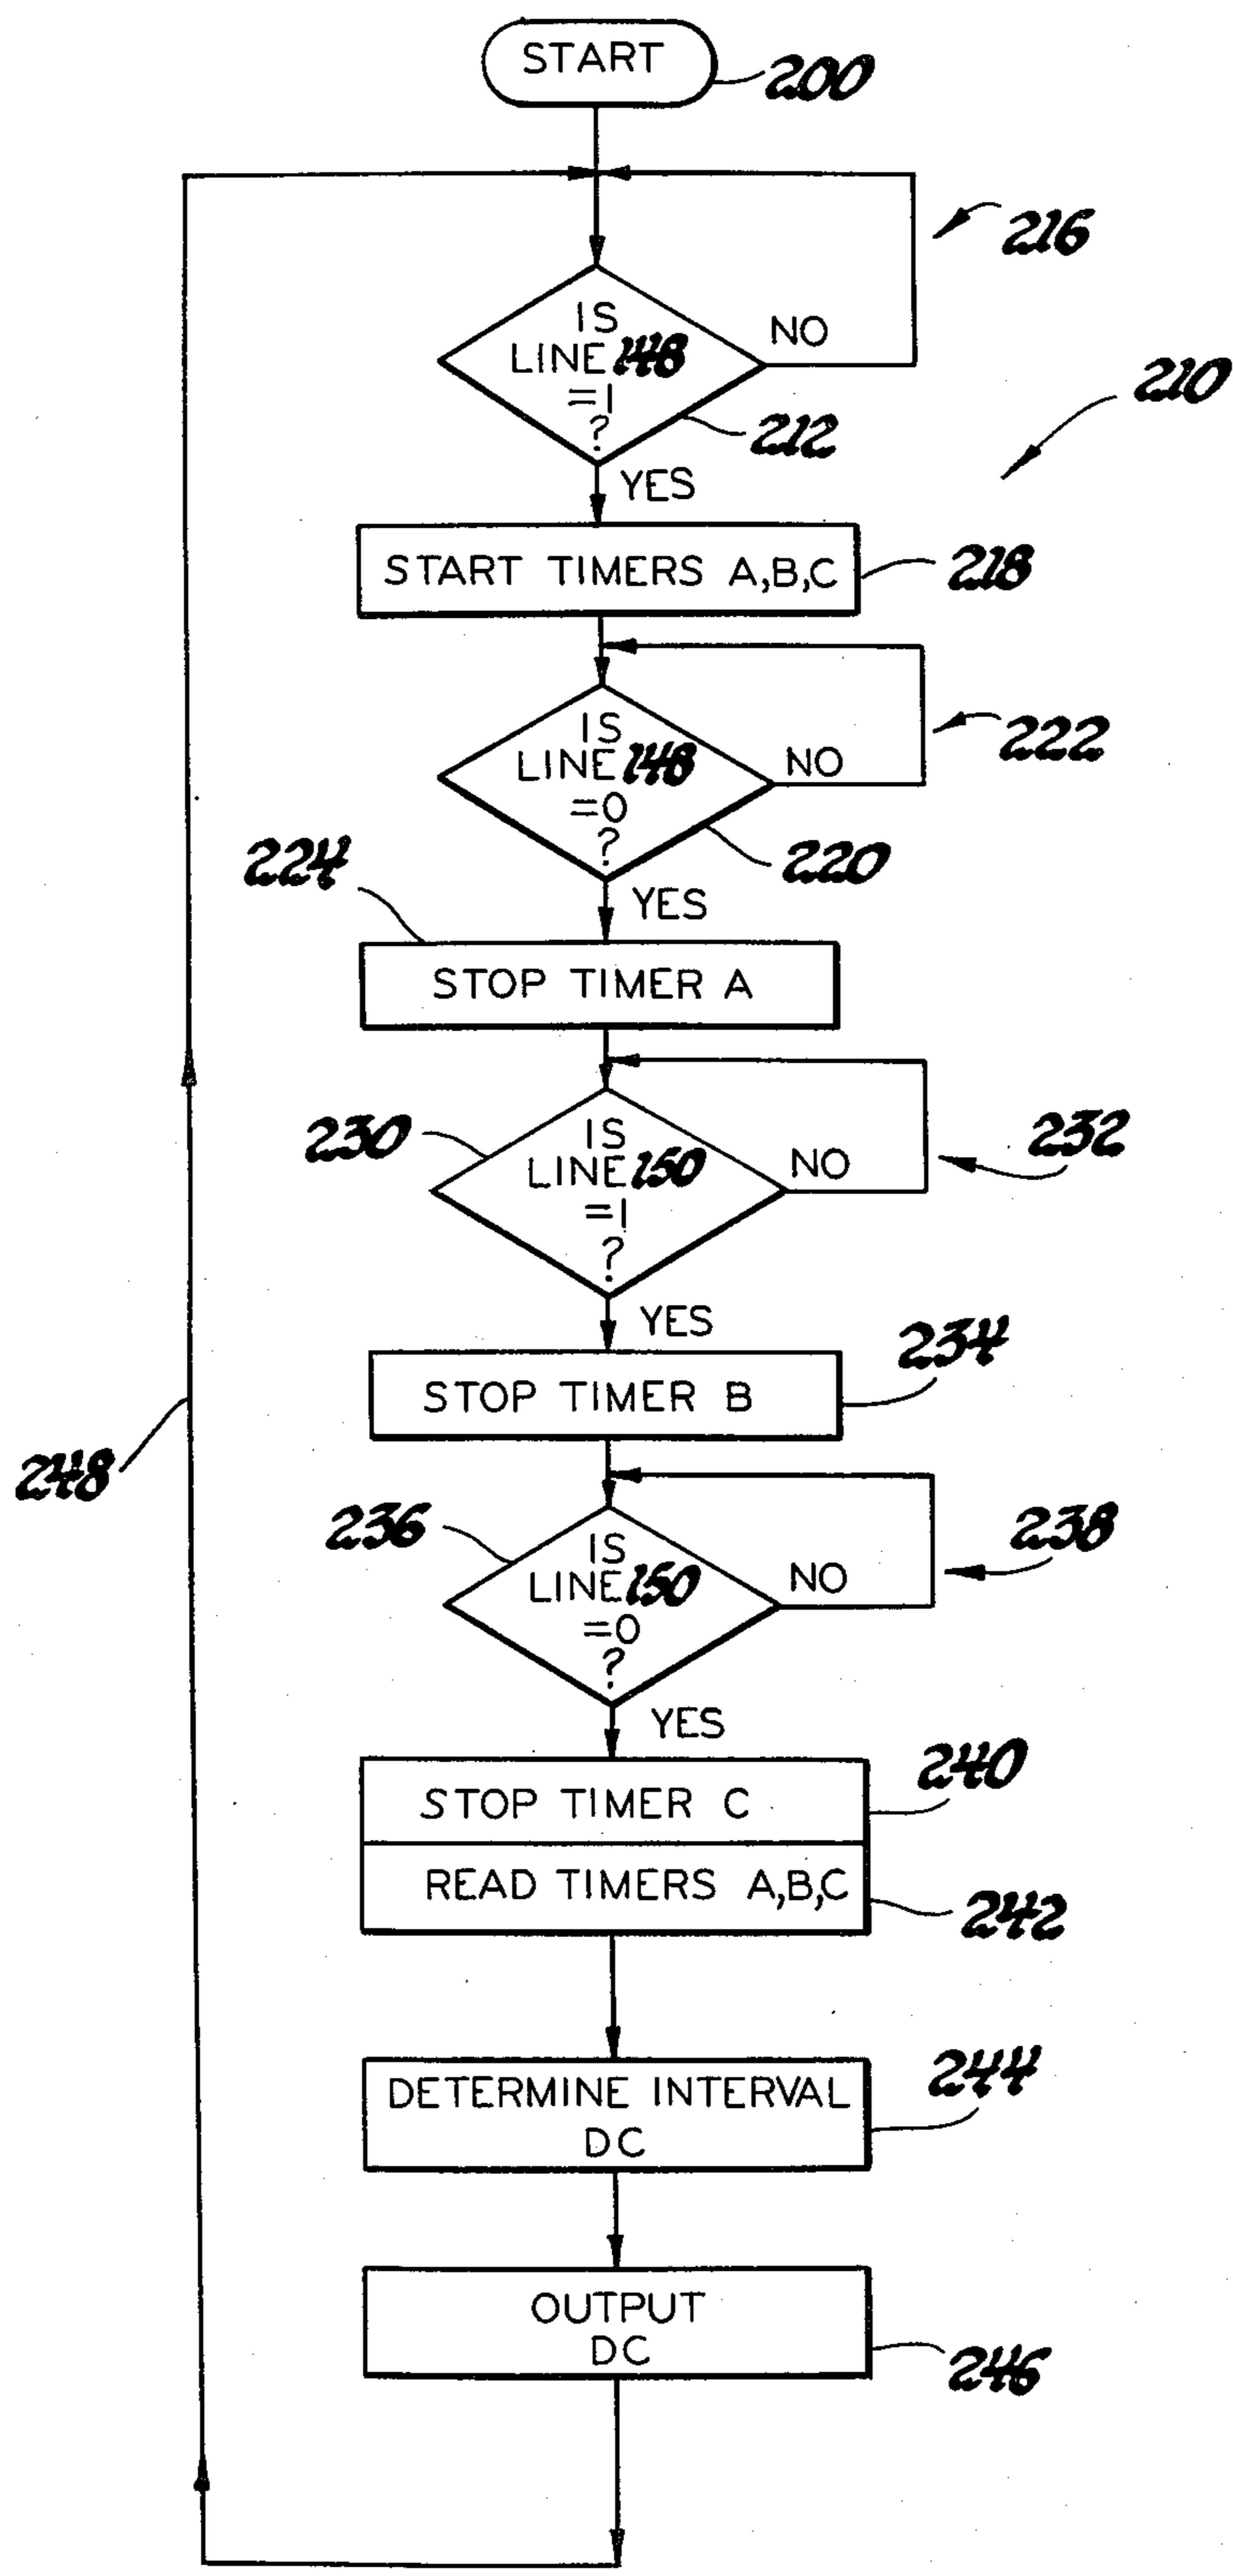 START
200
216
IS
LINE 148
=1
?
NO
212
210
YES
START TIMERS A,B,C
218
IS
LINE 148
=0
?
NO
222
220
224
YES
STOP TIMER A
230
IS
LINE 150
=1
?
NO
232
YES
STOP TIMER B
234
248
236
IS
LINE 150
=0
?
NO
238
YES
STOP TIMER C
240
READ TIMERS A,B,C
242
DETERMINE INTERVAL
DC
244
OUTPUT
DC
246